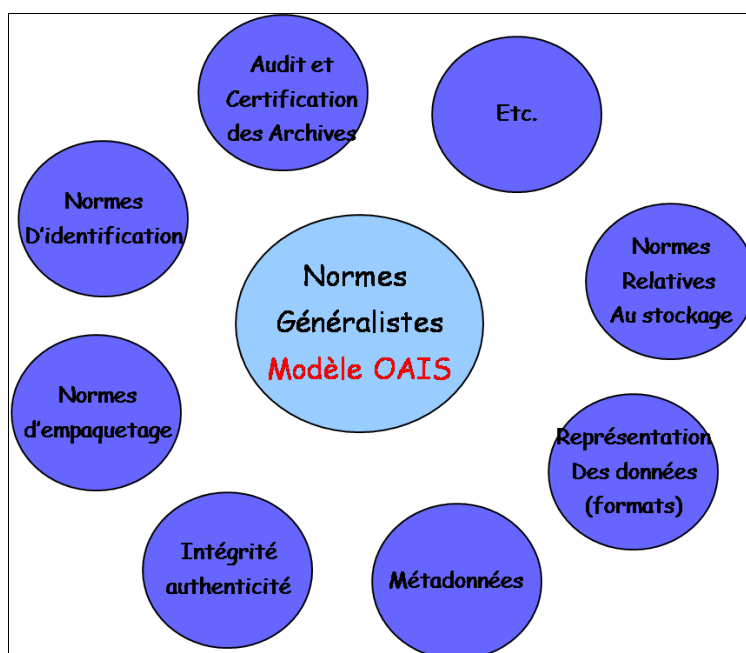 Audit et
Certification
des Archives
Etc.
Normes
D'identification
Normes
Relatives
Au stockage
Normes
Généralistes
Modèle OAIS
Normes
d'empaquetage
Représentation
Des données
(formats)
Intégrité
authenticité
Métadonnées